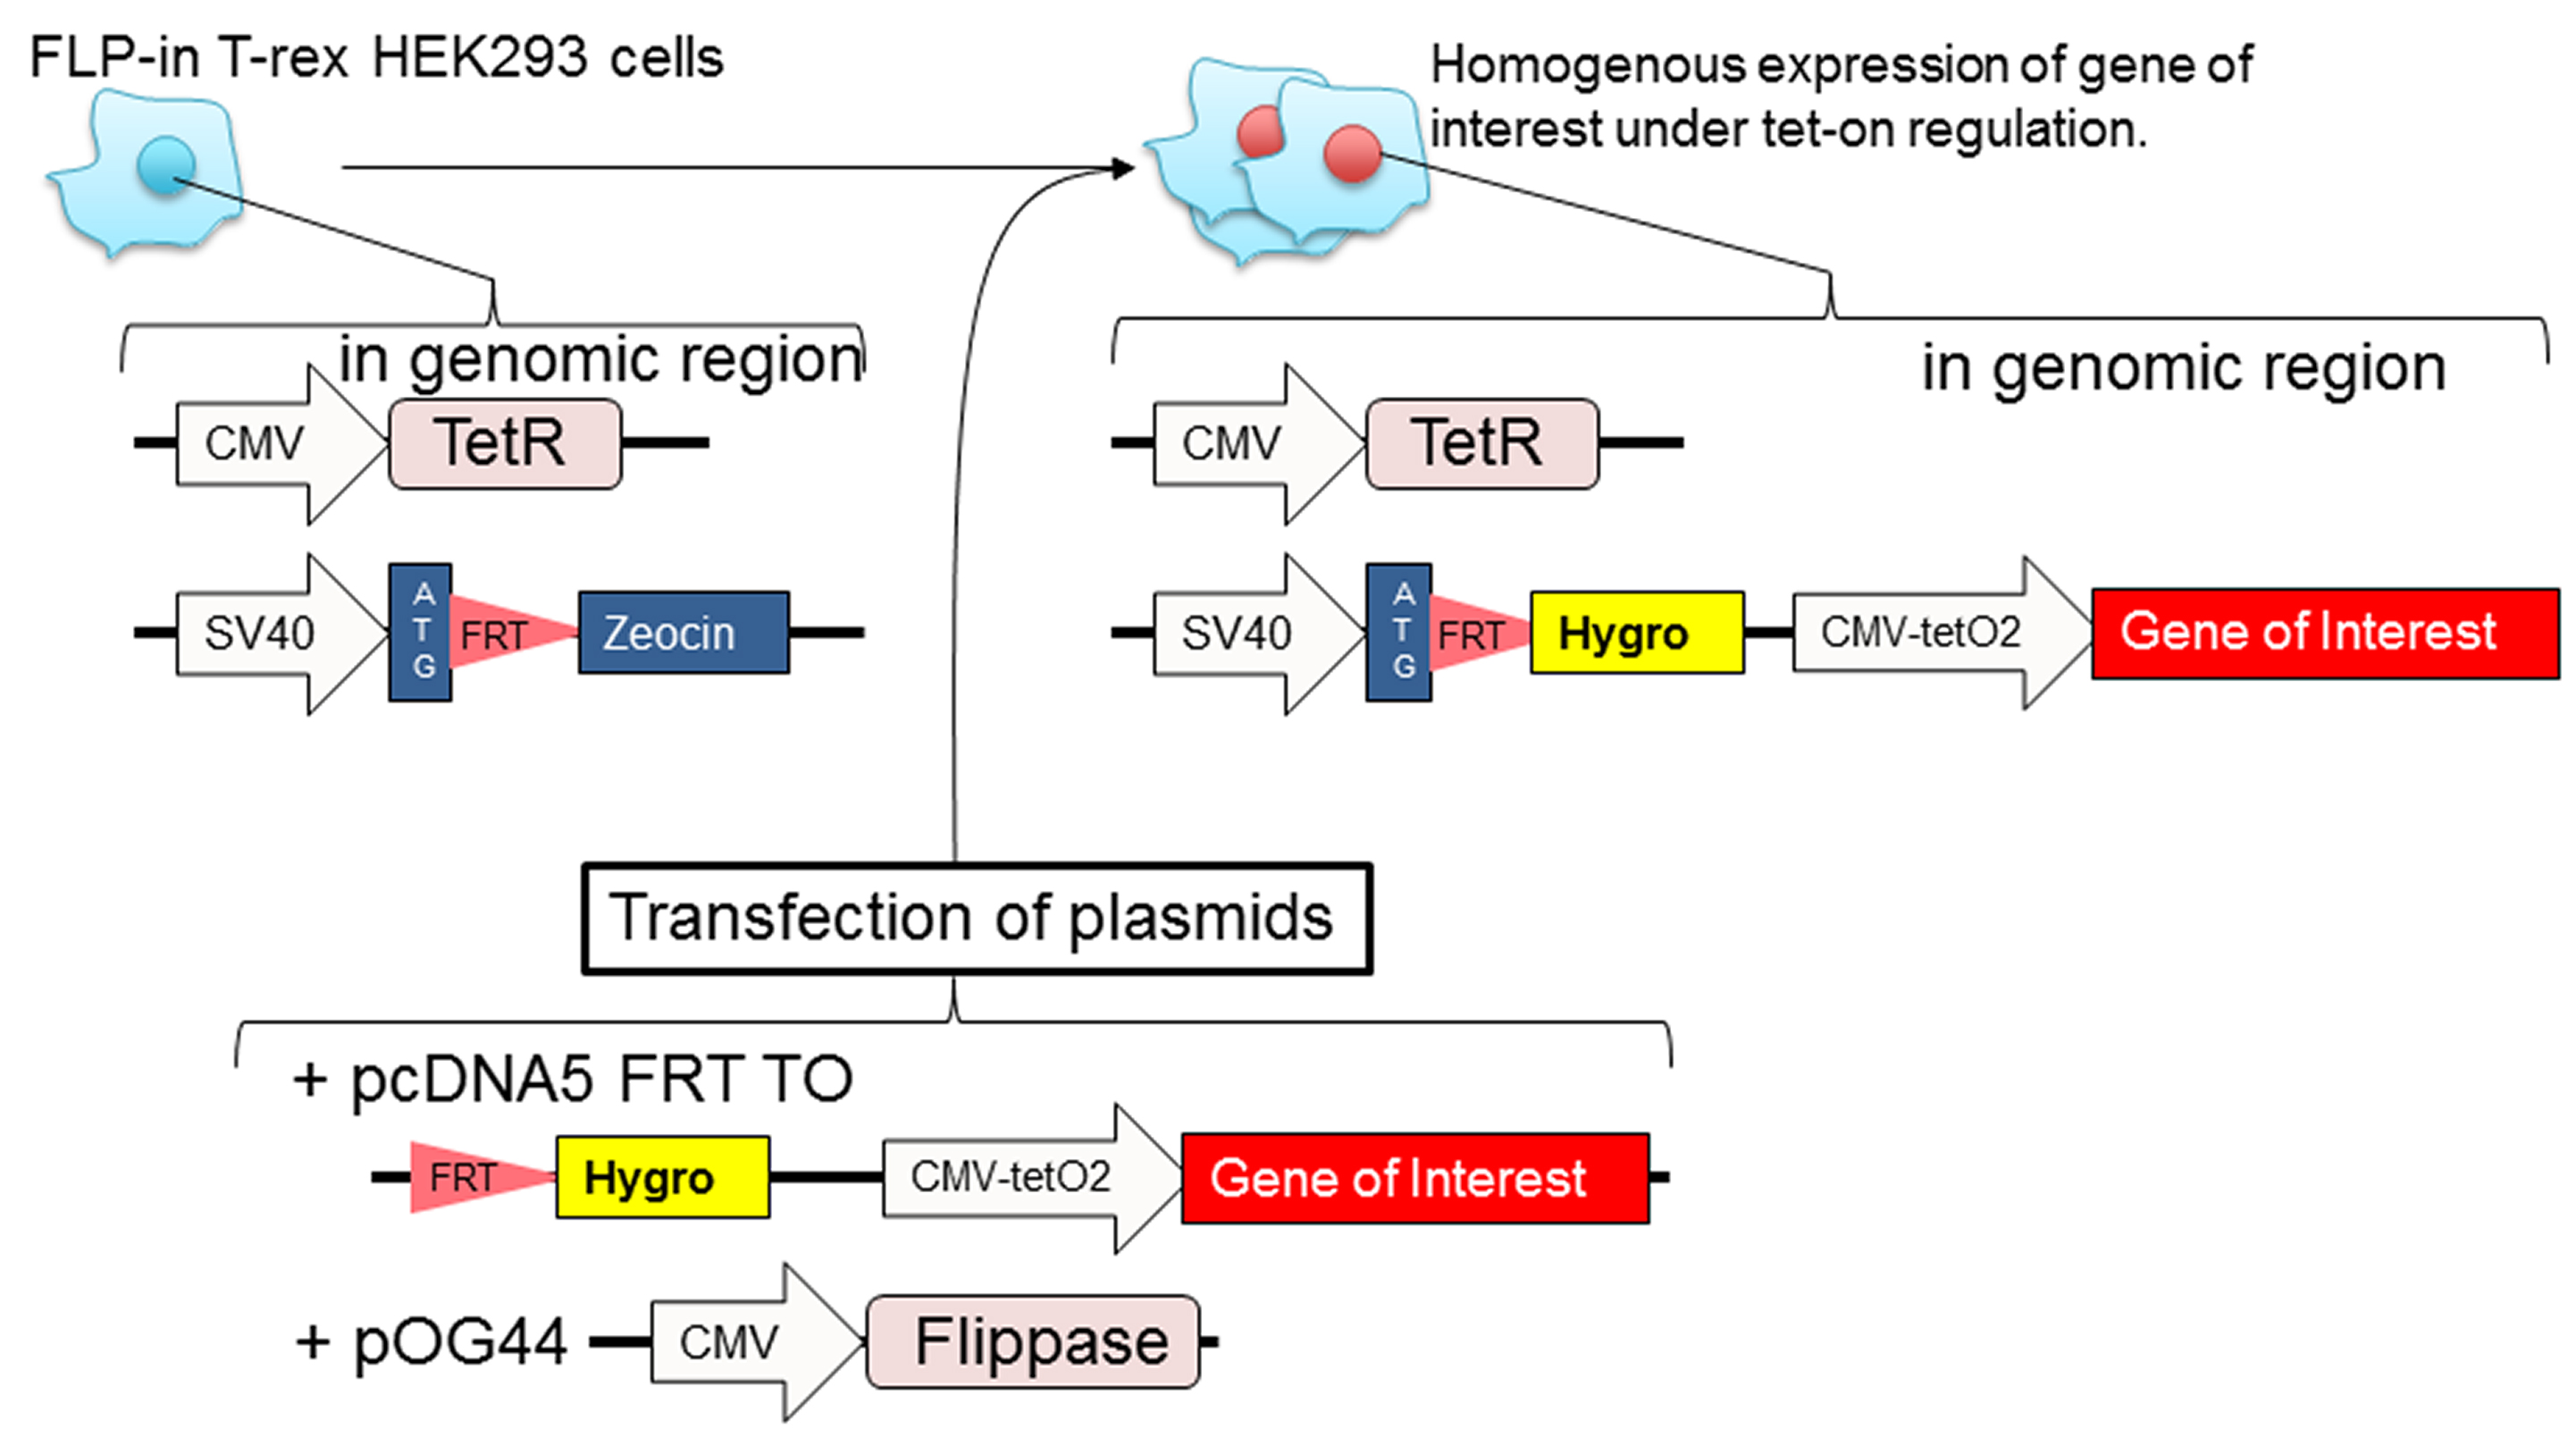 FLP-in T-rex HEK293 cells
Homogenous expression of gene of
interest under tet-on regulation.
in genomic region
CMV
TetR
SV40
ATG
FRT
Zeocin
in genomic region
CMV
TetR
SV40
ATG
FRT
Hygro
CMV-tetO2
Gene of Interest
Transfection of plasmids
+ pcDNA5 FRT TO
FRT
Hygro
CMV-tetO2
Gene of Interest
+ pOG44
CMV
Flippase